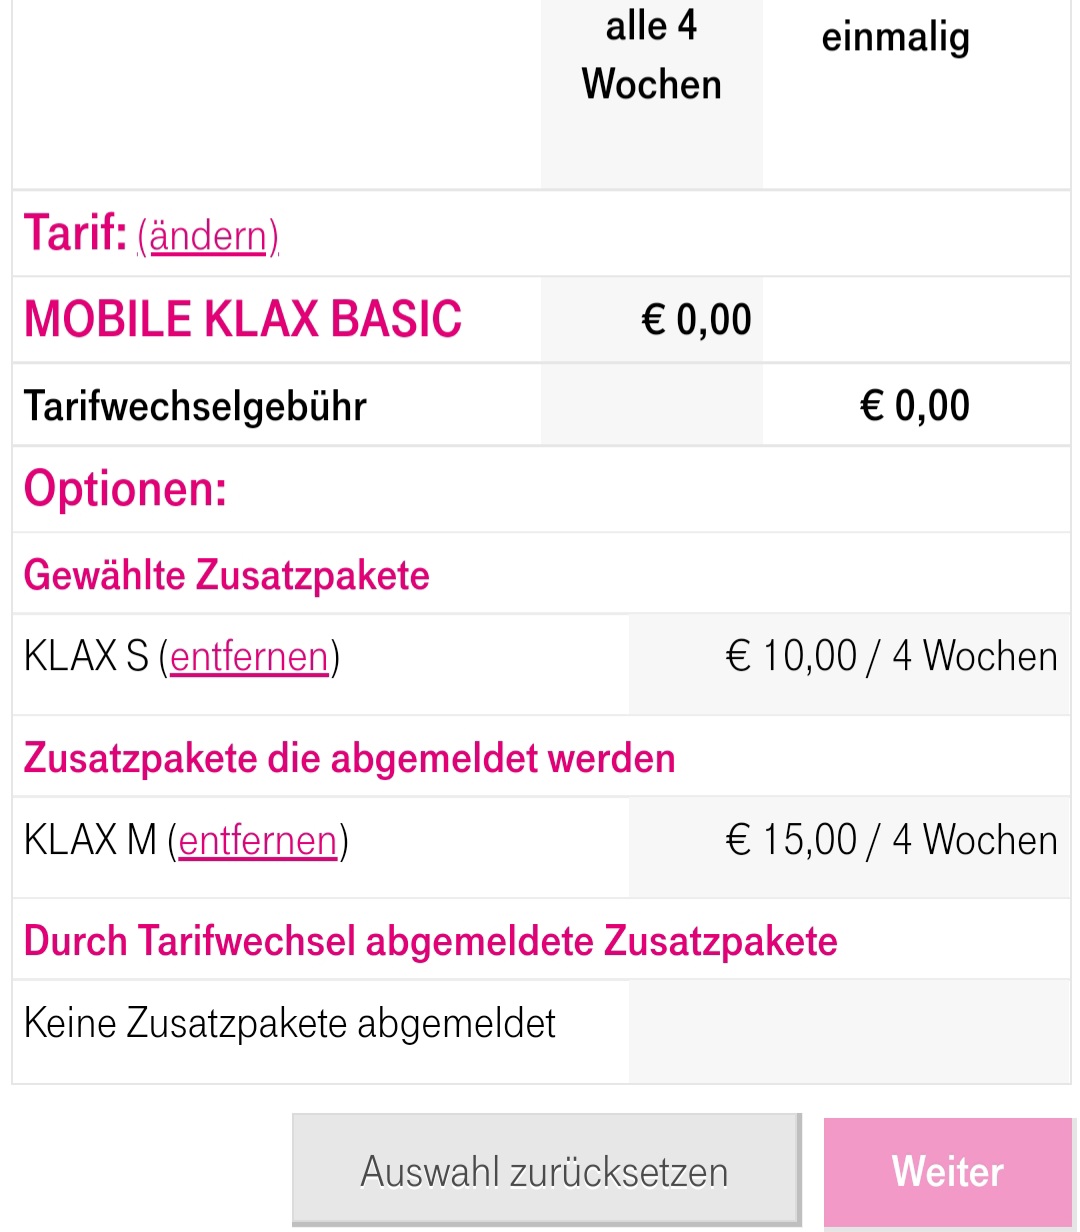 alle 4
Wochen
einmalig
Tarif: (ändern)
MOBILE KLAX BASIC € 0,00
Tarifwechselgebühr € 0,00
Optionen:
Gewählte Zusatzpakete
KLAX S (entfernen) € 10,00 / 4 Wochen
Zusatzpakete die abgemeldet werden
KLAX M (entfernen) € 15,00 / 4 Wochen
Durch Tarifwechsel abgemeldete Zusatzpakete
Keine Zusatzpakete abgemeldet
Auswahl zurücksetzen Weiter